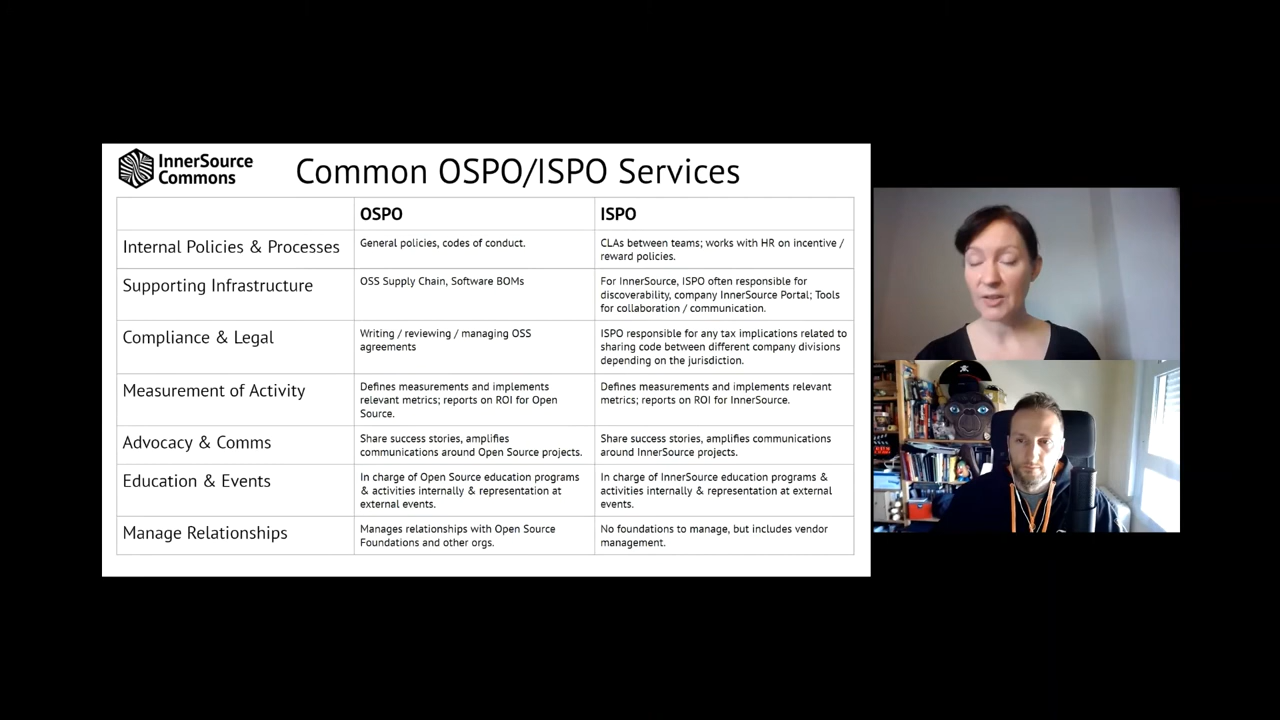 InnerSource
Commons
Common OSPO/ISPO Services
OSPO
ISPO
Internal Policies & Processes
General policies, codes of conduct.
CLAs between teams; works with HR on incentive /
reward policies.
Supporting Infrastructure
OSS Supply Chain, Software BOMs
For InnerSource, ISPO often responsible for
discoverability, company InnerSource Portal; Tools
for collaboration / communication.
Compliance & Legal
Writing / reviewing / managing OSS
agreements
ISPO responsible for any tax implications related to
sharing code between different company divisions
depending on the jurisdiction.
Measurement of Activity
Defines measurements and implements
relevant metrics; reports on ROI for Open
Source.
Defines measurements and implements relevant
metrics; reports on ROI for InnerSource.
Advocacy & Comms
Share success stories, amplifies
communications around Open Source projects.
Share success stories, amplifies communications
around InnerSource projects.
Education & Events
In charge of Open Source education programs
& activities internally & representation at
external events.
In charge of InnerSource education programs &
activities internally & representation at external
events.
Manage Relationships
Manages relationships with Open Source
Foundations and other orgs.
No foundations to manage, but includes vendor
management.